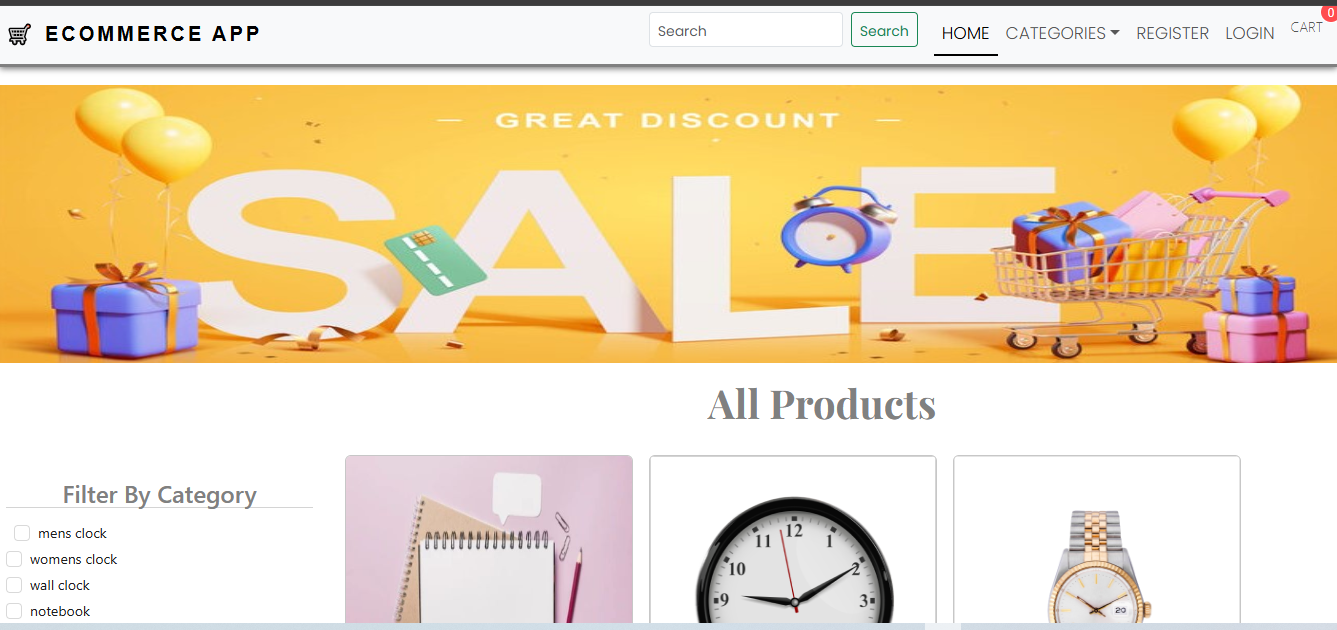 ECOMMERCE APP
Search
Search
HOME
CATEGORIES
REGISTER
LOGIN
CART
0
GREAT DISCOUNT
SALE
All Products
Filter By Category
mens clock
womens clock
wall clock
notebook
12
11
1
10
2
9
3
20